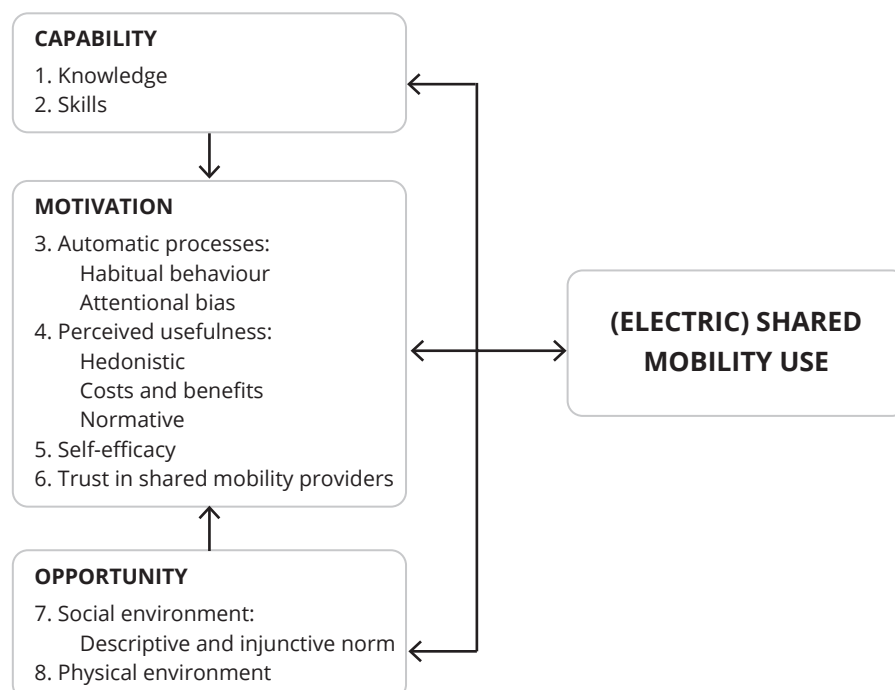 CAPABILITY
1. Knowledge
2. Skills
MOTIVATION
3. Automatic processes:
Habitual behaviour
Attentional bias
4. Perceived usefulness:
Hedonistic
Costs and benefits
Normative
5. Self-efficacy
6. Trust in shared mobility providers
(ELECTRIC) SHARED
MOBILITY USE
OPPORTUNITY
7. Social environment:
Descriptive and injunctive norm
8. Physical environment